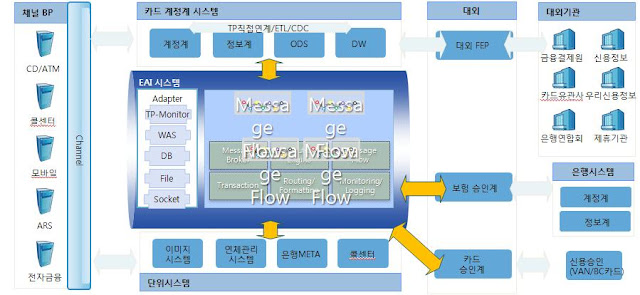 채널 BP
카드 계정계 시스템
대외
대외기관
TP직접연계/ETL/CDC
계정계
정보계
ODS
DW
대외 FEP
금융결제원
신용정보
카드유관사
우리신용정보
은행연합회
제휴기관
CD/ATM
콜센터
모바일
ARS
전자금융
Channel
EAI 시스템
Adapter
TP-Monitor
WAS
DB
File
Socket
Messa
ge
Flow
Messa
ge
Flow
Transaction
Routing/
Formatting
Monitoring/
Logging
보험 승인계
은행시스템
계정계
정보계
이미지
시스템
연체관리
시스템
은행META
콜센터
카드
승인계
신용승인
(VAN/BC카드)
단위시스템